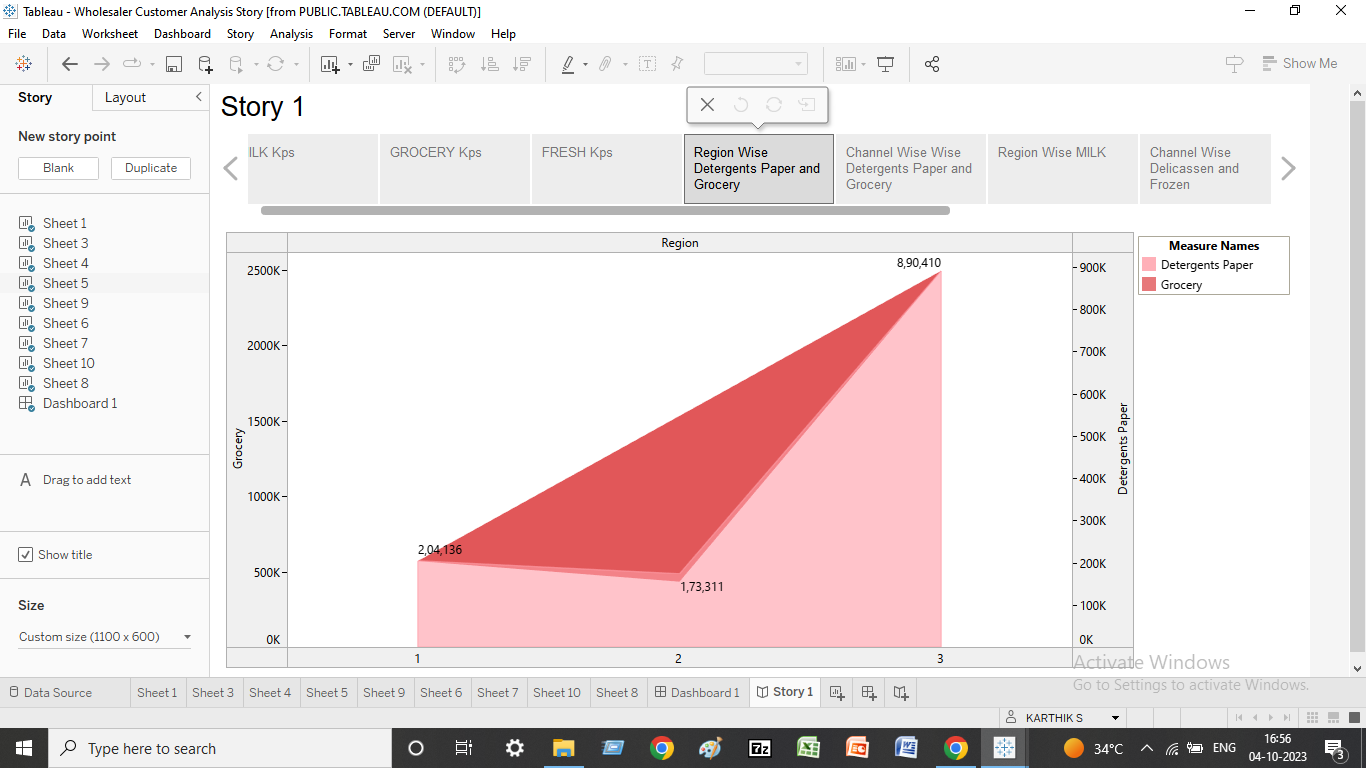 Tableau - Wholesaler Customer Analysis Story [from PUBLIC.TABLEAU.COM (DEFAULT)]
File Data Worksheet Dashboard Story Analysis Format Server Window Help
Show Me
Story Layout
New story point
Blank Duplicate
Sheet 1
Sheet 3
Sheet 4
Sheet 5
Sheet 9
Sheet 6
Sheet 7
Sheet 10
Sheet 8
Dashboard 1
A Drag to add text
Show title
Size
Custom size (1100 x 600)
Story 1
ILK Kps
GROCERY Kps
FRESH Kps
Region Wise
Detergents Paper and
Grocery
Channel Wise Wise
Detergents Paper and
Grocery
Region Wise MILK
Channel Wise
Delicassen and
Frozen
Region
Grocery
2500K
2000K
1500K
1000K
500K
0K
8,90,410
2,04,136
1,73,311
1 2 3
900K
800K
700K
600K
500K
400K
300K
200K
100K
0K
Detergents Paper
Measure Names
Detergents Paper
Grocery
Activate Windows
Go to Settings to activate Windows.
Data Source Sheet 1 Sheet 3 Sheet 4 Sheet 5 Sheet 9 Sheet 6 Sheet 7 Sheet 10 Sheet 8 Dashboard 1 Story 1
KARTHIK S
Type here to search
7z
34°C ENG
16:56
04-10-2023
3